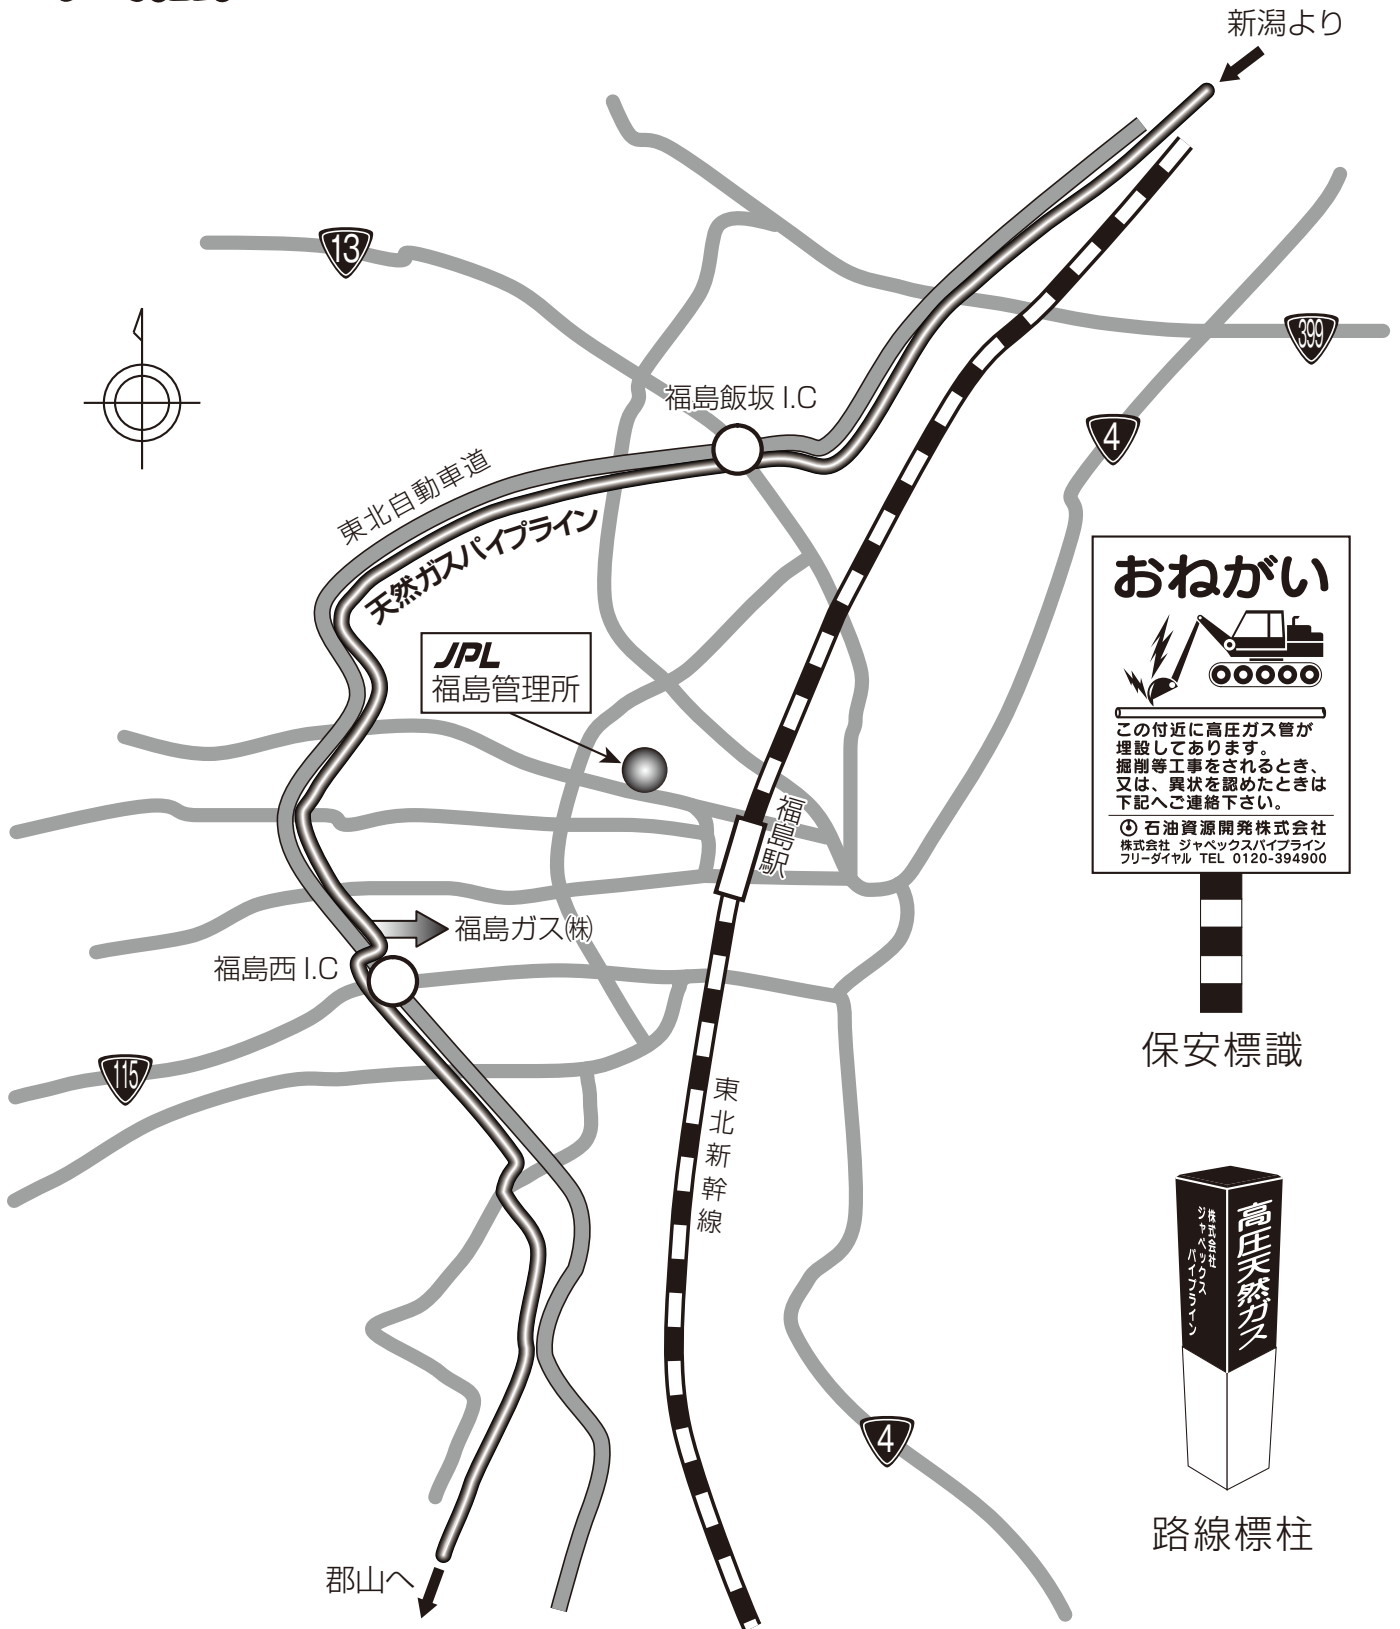 新潟より
13
399
福島飯坂 I.C
4
東北自動車道
天然ガスパイプライン
おねがい
この付近に高圧ガス管が
埋設してあります。
掘削等工事をされるとき、
又は、異状を認めたときは
下記へご連絡下さい。
石油資源開発株式会社
株式会社 ジャペックスパイプライン
フリーダイヤル TEL 0120-394900
JPL
福島管理所
福島駅
福島ガス㈱
福島西 I.C
保安標識
115
東北新幹線
高圧天然ガス
株式会社
ジャペックス
パイプライン
4
路線標柱
郡山へ